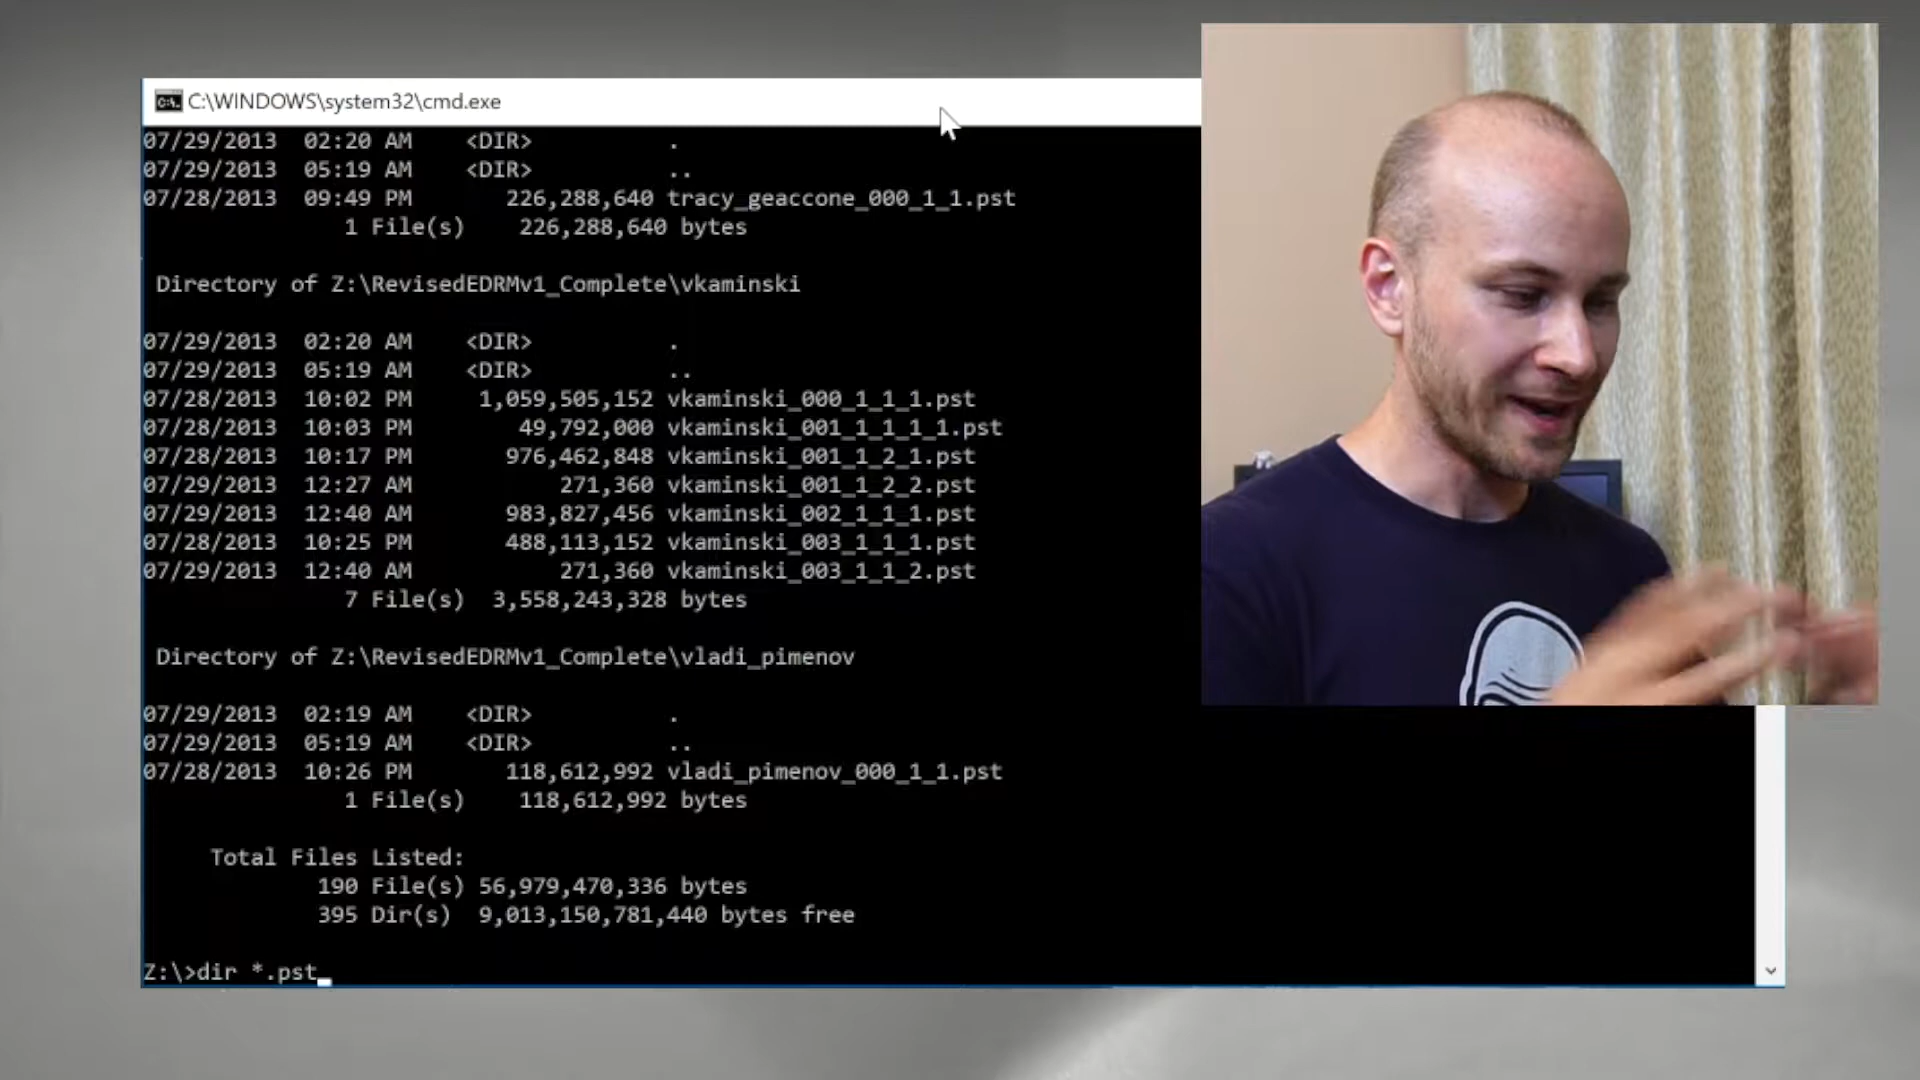 C:\WINDOWS\system32\cmd.exe
07/29/2013  02:20 AM    <DIR>          .
07/29/2013  05:19 AM    <DIR>          ..
07/28/2013  09:49 PM       226,288,640 tracy_geaccone_000_1_1.pst
               1 File(s)    226,288,640 bytes
 Directory of Z:\RevisedEDRMv1_Complete\vkaminski
07/29/2013  02:20 AM    <DIR>          .
07/29/2013  05:19 AM    <DIR>          ..
07/28/2013  10:02 PM     1,059,505,152 vkaminski_000_1_1_1.pst
07/28/2013  10:03 PM        49,792,000 vkaminski_001_1_1_1_1.pst
07/28/2013  10:17 PM       976,462,848 vkaminski_001_1_2_1.pst
07/29/2013  12:27 AM           271,360 vkaminski_001_1_2_2.pst
07/29/2013  12:40 AM       983,827,456 vkaminski_002_1_1_1.pst
07/28/2013  10:25 PM       488,113,152 vkaminski_003_1_1_1.pst
07/29/2013  12:40 AM           271,360 vkaminski_003_1_1_2.pst
               7 File(s)  3,558,243,328 bytes
 Directory of Z:\RevisedEDRMv1_Complete\vladi_pimenov
07/29/2013  02:19 AM    <DIR>          .
07/29/2013  05:19 AM    <DIR>          ..
07/28/2013  10:26 PM       118,612,992 vladi_pimenov_000_1_1.pst
               1 File(s)    118,612,992 bytes
     Total Files Listed:
             190 File(s) 56,979,470,336 bytes
             395 Dir(s)  9,013,150,781,440 bytes free
Z:\>dir *.pst_